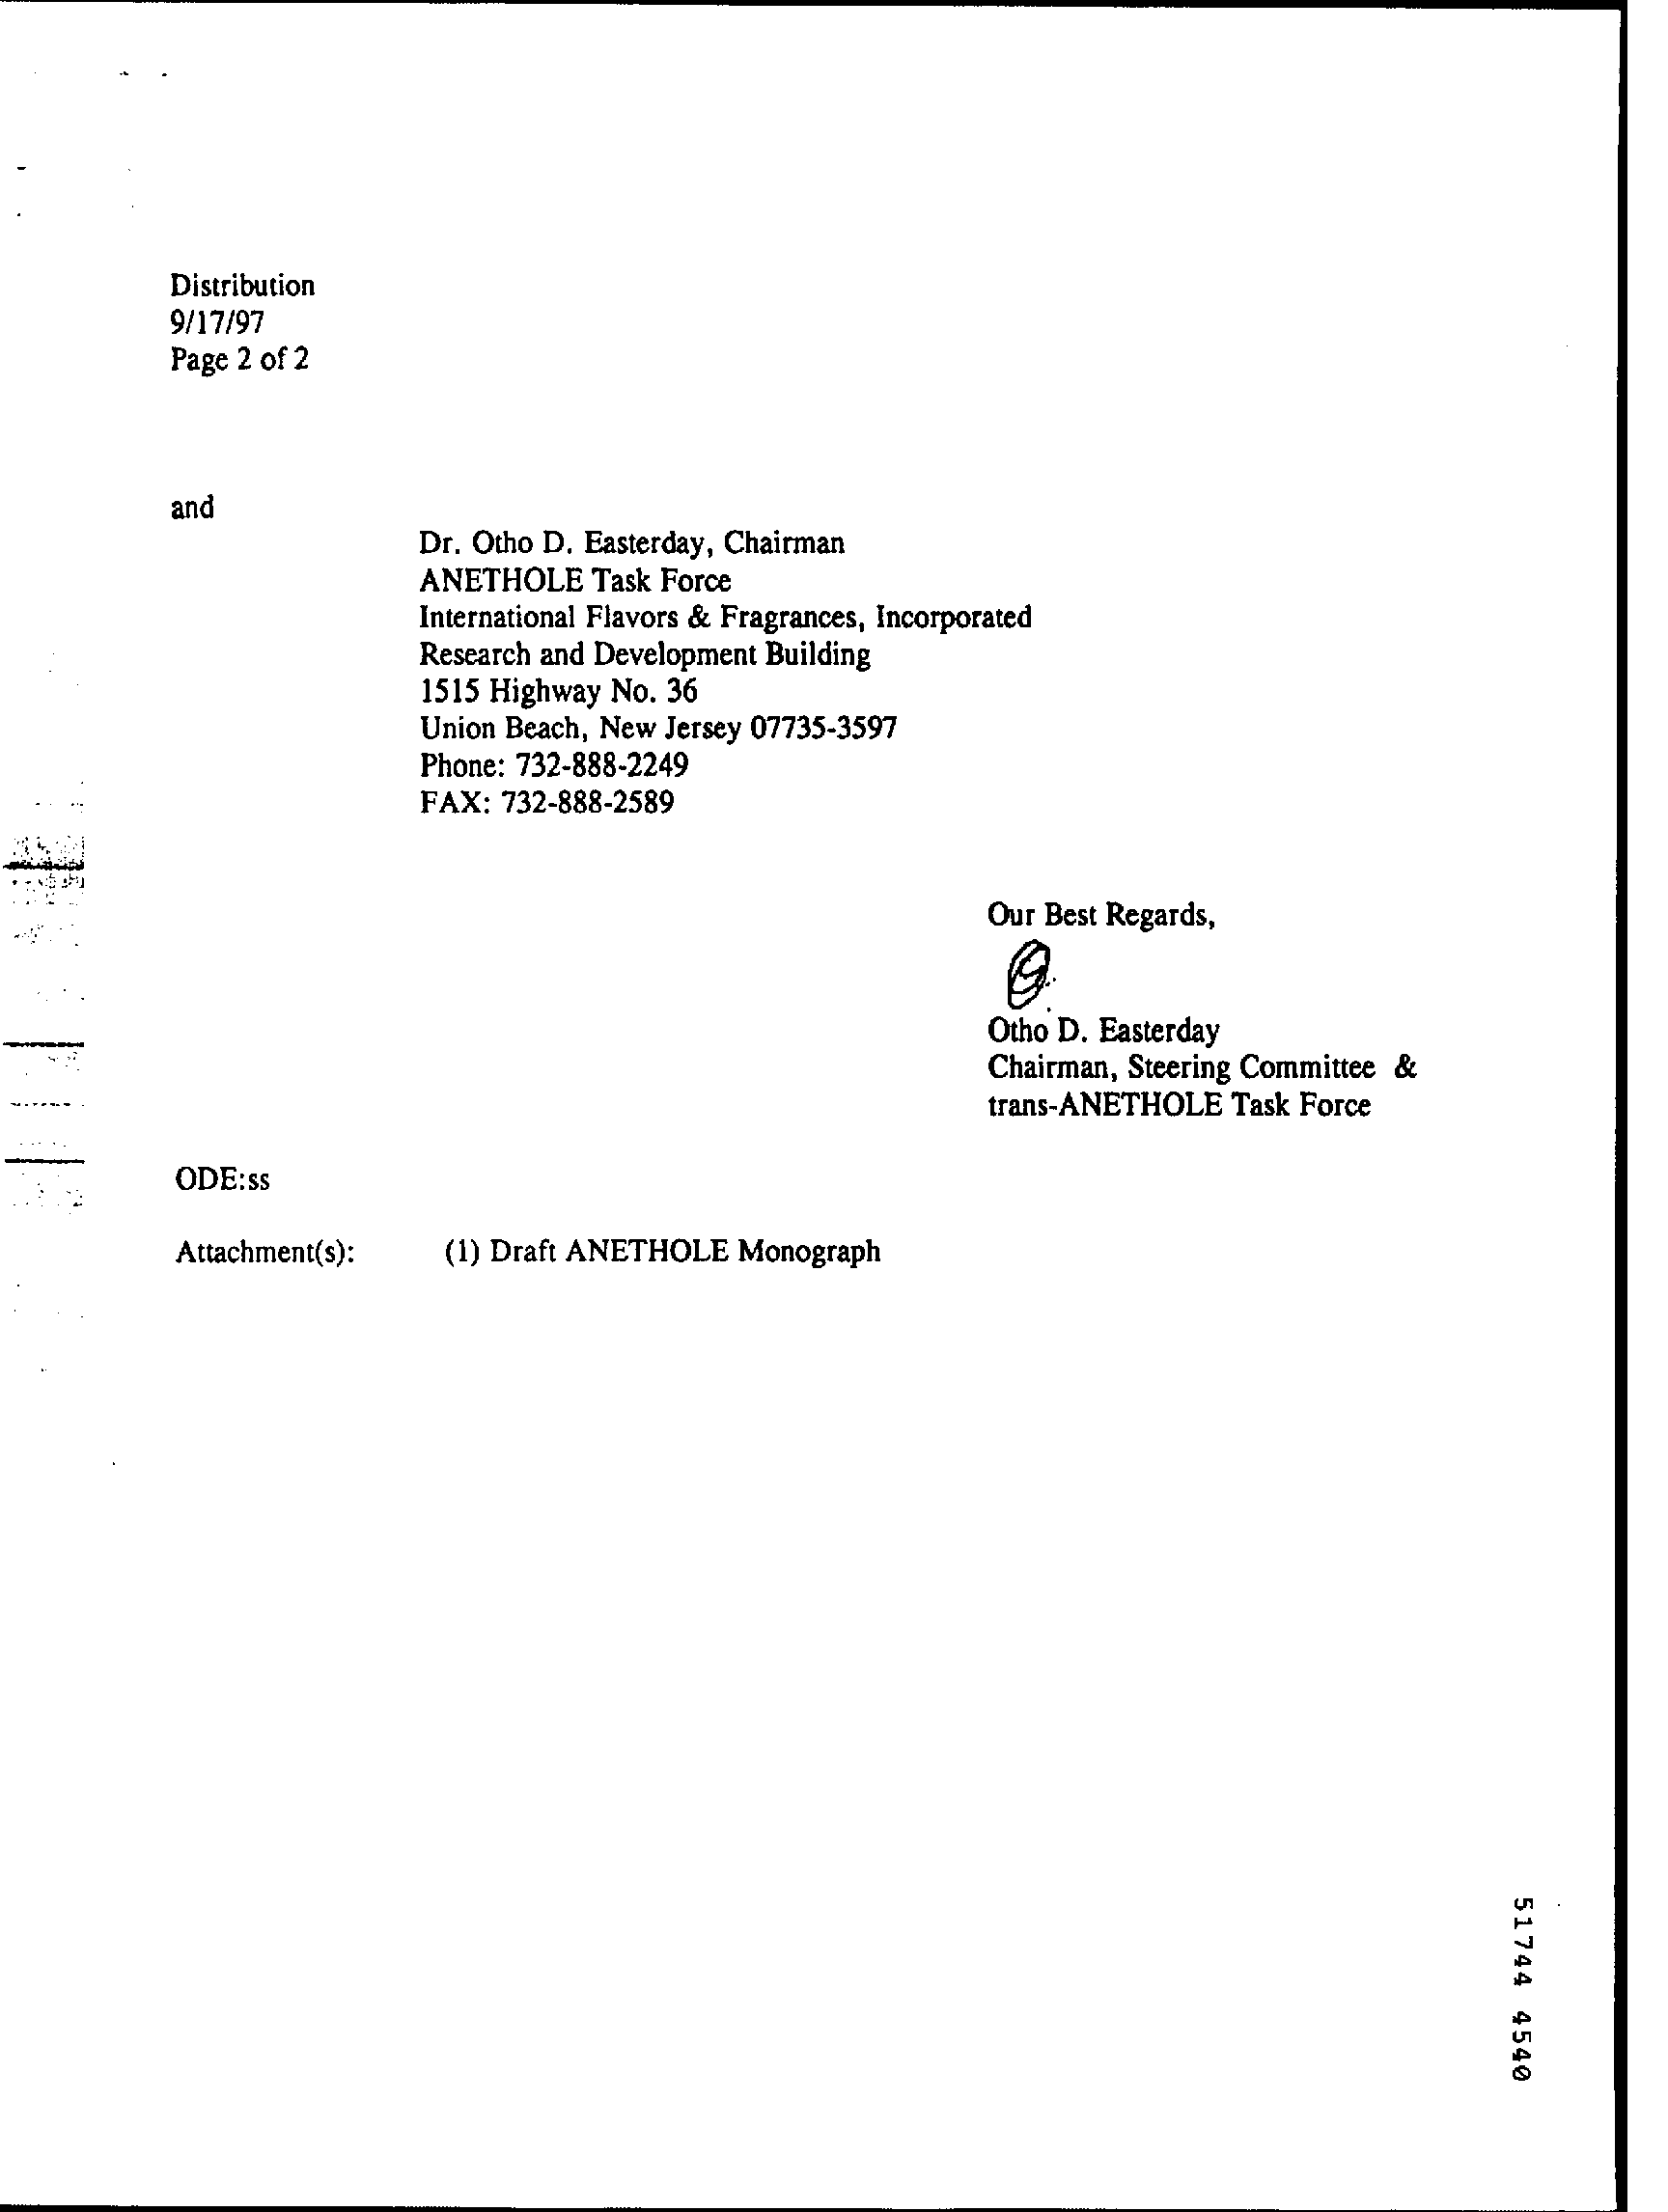 Distribution
9/17/97
Page 2 of 2
and
Dr. Otho D. Easterday, Chairman
ANETHOLE Task Force
International Flavors & Fragrances, Incorporated
Research and Development Building
1515 Highway No. 36
Union Beach, New Jersey 07735-3597
Phone: 732-888-2249
FAX: 732-888-2589
Our Best Regards,
Otho D. Easterday
Chairman, Steering Committee &
trans-ANETHOLE Task Force
ODE:ss
Attachment(s): (1) Draft ANETHOLE Monograph
51744 4540